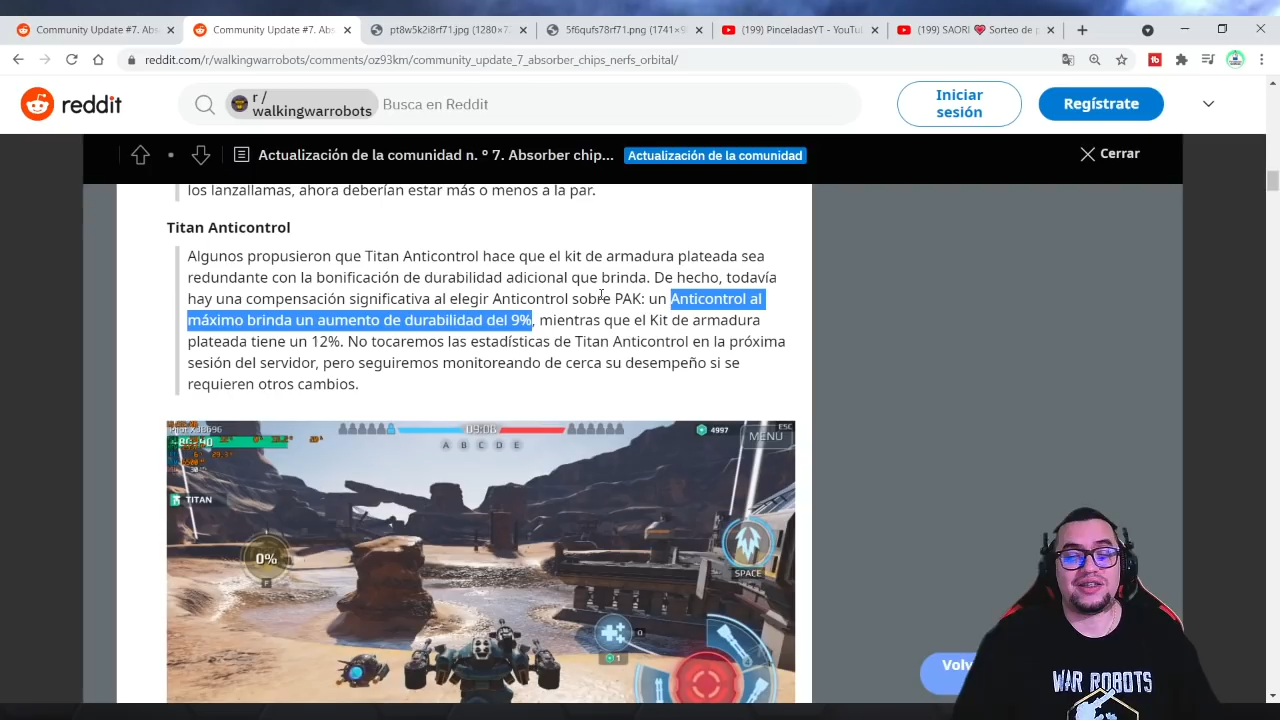 Community Update #7. Abs
Community Update #7. Abs
pt8w5k2i8rf71.jpg (1280×7
5f6qufs78rf71.png (1741×9
(199) PinceladasYT - YouTu
(199) SAORI 💗 Sorteo de p
reddit.com/r/walkingwarrobots/comments/oz93km/community_update_7_absorber_chips_nerfs_orbital/
reddit
r /
walkingwarrobots
Busca en Reddit
Iniciar
sesión
Regístrate
Actualización de la comunidad n. ° 7. Absorber chip...
Actualización de la comunidad
Cerrar
los lanzallamas, ahora deberían estar más o menos a la par.
Titan Anticontrol
Algunos propusieron que Titan Anticontrol hace que el kit de armadura plateada sea
redundante con la bonificación de durabilidad adicional que brinda. De hecho, todavía
hay una compensación significativa al elegir Anticontrol sobre PAK: un Anticontrol al
máximo brinda un aumento de durabilidad del 9%, mientras que el Kit de armadura
plateada tiene un 12%. No tocaremos las estadísticas de Titan Anticontrol en la próxima
sesión del servidor, pero seguiremos monitoreando de cerca su desempeño si se
requieren otros cambios.
09:06
4997
ESC
MENU
A B C D E
TITAN
0%
F
SPACE
0
1
Volv
WAR ROBOTS